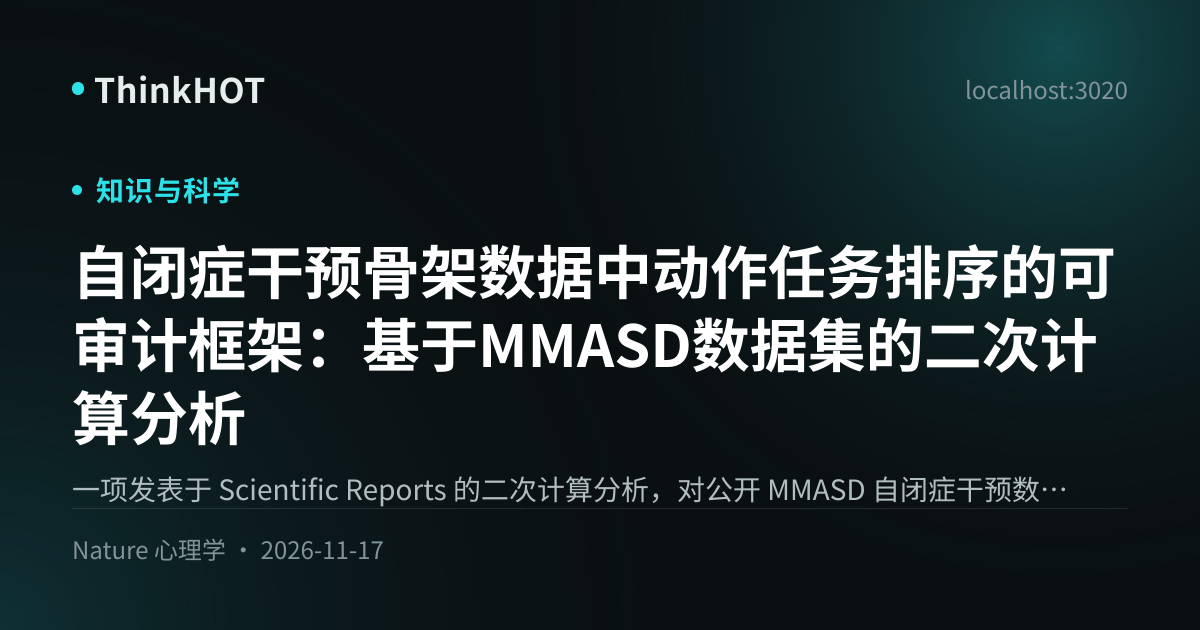 ThinkHOT
localhost:3020
知识与科学
自闭症干预骨架数据中动作任务排序的可
审计框架：基于MMASD数据集的二次计
算分析
一项发表于 Scientific Reports 的二次计算分析，对公开 MMASD 自闭症干预数…
Nature 心理学 · 2026-11-17